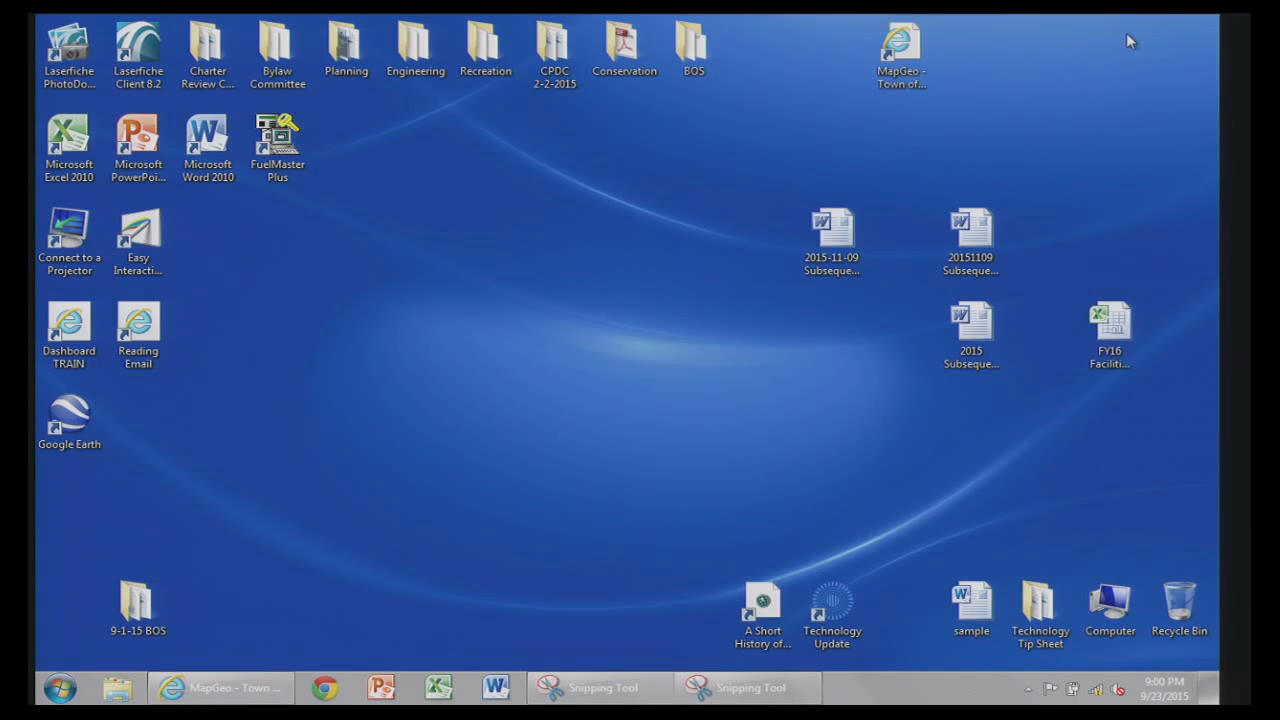 Laserfiche
PhotoDo...
Laserfiche
Client 8.2
Charter
Review C...
Bylaw
Committee
Planning
Engineering
Recreation
CPDC
2-2-2015
Conservation
BOS
MapGeo -
Town of...
Microsoft
Excel 2010
Microsoft
PowerPoi...
Microsoft
Word 2010
FuelMaster
Plus
Connect to a
Projector
Easy
Interacti...
2015-11-09
Subseque...
20151109
Subseque...
Dashboard
TRAIN
Reading
Email
2015
Subseque...
FY16
Faciliti...
Google Earth
9-1-15 BOS
A Short
History of...
Technology
Update
sample
Technology
Tip Sheet
Computer
Recycle Bin
MapGeo - Town ...
Snipping Tool
Snipping Tool
9:00 PM
9/23/2015